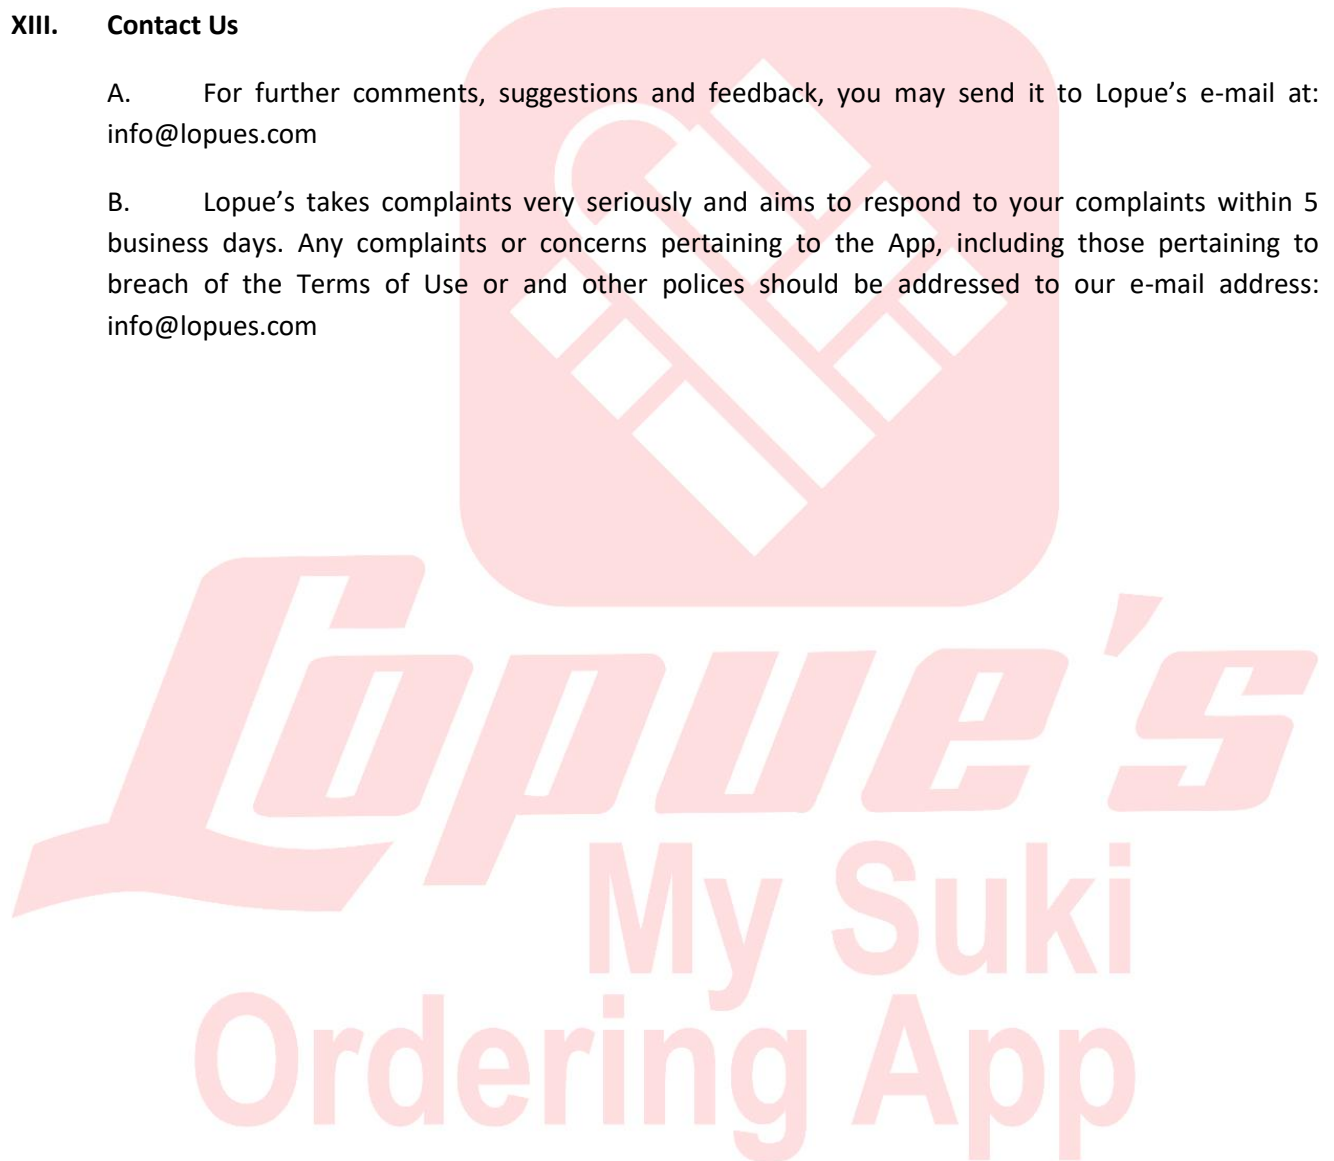 XIII. Contact Us
A. For further comments, suggestions and feedback, you may send it to Lopue’s e-mail at:
info@lopues.com
B. Lopue’s takes complaints very seriously and aims to respond to your complaints within 5
business days. Any complaints or concerns pertaining to the App, including those pertaining to
breach of the Terms of Use or and other polices should be addressed to our e-mail address:
info@lopues.com
Lopue's
My Suki
Ordering App